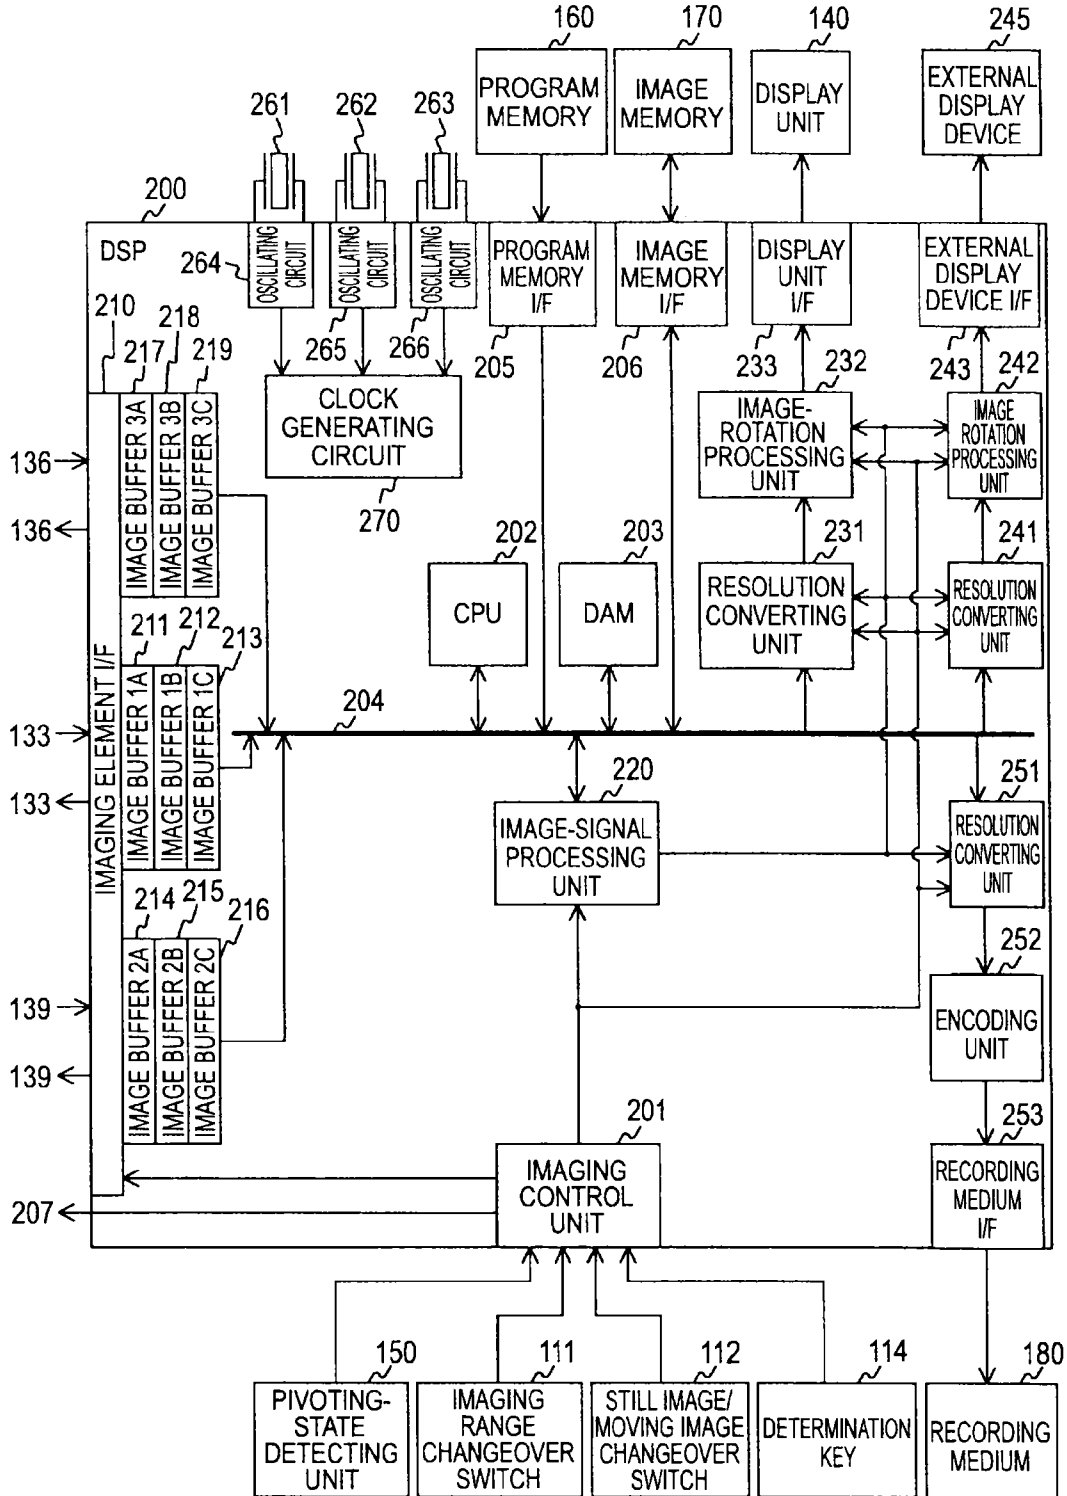 160
170
140
245
PROGRAM
MEMORY
IMAGE
MEMORY
DISPLAY
UNIT
EXTERNAL
DISPLAY
DEVICE
261
262
263
200
DSP
264
OSCILLATING
CIRCUIT
OSCILLATING
CIRCUIT
OSCILLATING
CIRCUIT
265
266
PROGRAM
MEMORY
I/F
205
IMAGE
MEMORY
I/F
206
DISPLAY
UNIT
I/F
233
EXTERNAL
DISPLAY
DEVICE I/F
243
210
217
218
219
IMAGE BUFFER 3A
IMAGE BUFFER 3B
IMAGE BUFFER 3C
CLOCK
GENERATING
CIRCUIT
270
232
IMAGE-
ROTATION
PROCESSING
UNIT
242
IMAGE
ROTATION
PROCESSING
UNIT
136
136
202
CPU
203
DAM
231
RESOLUTION
CONVERTING
UNIT
241
RESOLUTION
CONVERTING
UNIT
IMAGING ELEMENT I/F
211
212
213
IMAGE BUFFER 1A
IMAGE BUFFER 1B
IMAGE BUFFER 1C
204
133
133
220
IMAGE-SIGNAL
PROCESSING
UNIT
251
RESOLUTION
CONVERTING
UNIT
214
215
216
IMAGE BUFFER 2A
IMAGE BUFFER 2B
IMAGE BUFFER 2C
139
139
252
ENCODING
UNIT
201
IMAGING
CONTROL
UNIT
253
RECORDING
MEDIUM
I/F
207
150
111
112
114
180
PIVOTING-
STATE
DETECTING
UNIT
IMAGING
RANGE
CHANGEOVER
SWITCH
STILL IMAGE/
MOVING IMAGE
CHANGEOVER
SWITCH
DETERMINATION
KEY
RECORDING
MEDIUM